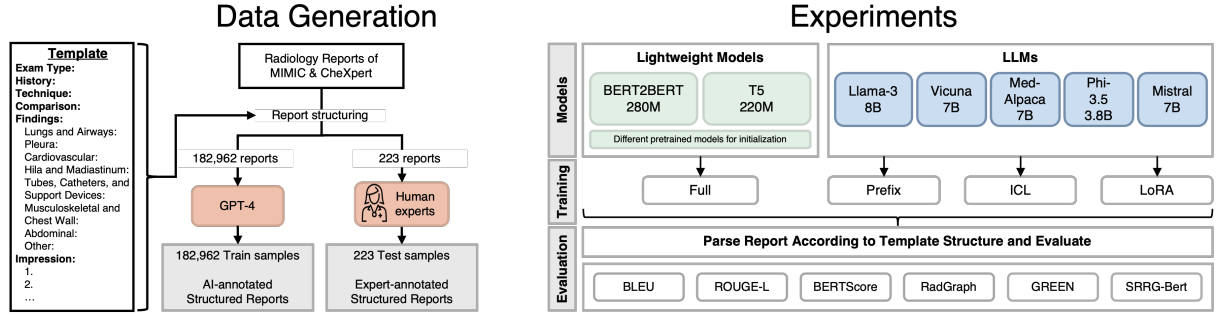 Data Generation
Template
Exam Type:
History:
Technique:
Comparison:
Findings:
Lungs and Airways:
Pleura:
Cardiovascular:
Hila and Madiastinum:
Tubes, Catheters, and
Support Devices:
Musculoskeletal and
Chest Wall:
Abdominal:
Other:
Impression:
1.
2.
...
Radiology Reports of
MIMIC & CheXpert
Report structuring
182,962 reports
223 reports
GPT-4
Human
experts
182,962 Train samples
AI-annotated
Structured Reports
223 Test samples
Expert-annotated
Structured Reports
Experiments
Models
Lightweight Models
BERT2BERT
280M
T5
220M
Different pretrained models for initialization
LLMs
Llama-3
8B
Vicuna
7B
Med-
Alpaca
7B
Phi-
3.5
3.8B
Mistral
7B
Training
Full
Prefix
ICL
LoRA
Evaluation
Parse Report According to Template Structure and Evaluate
BLEU
ROUGE-L
BERTScore
RadGraph
GREEN
SRRG-Bert